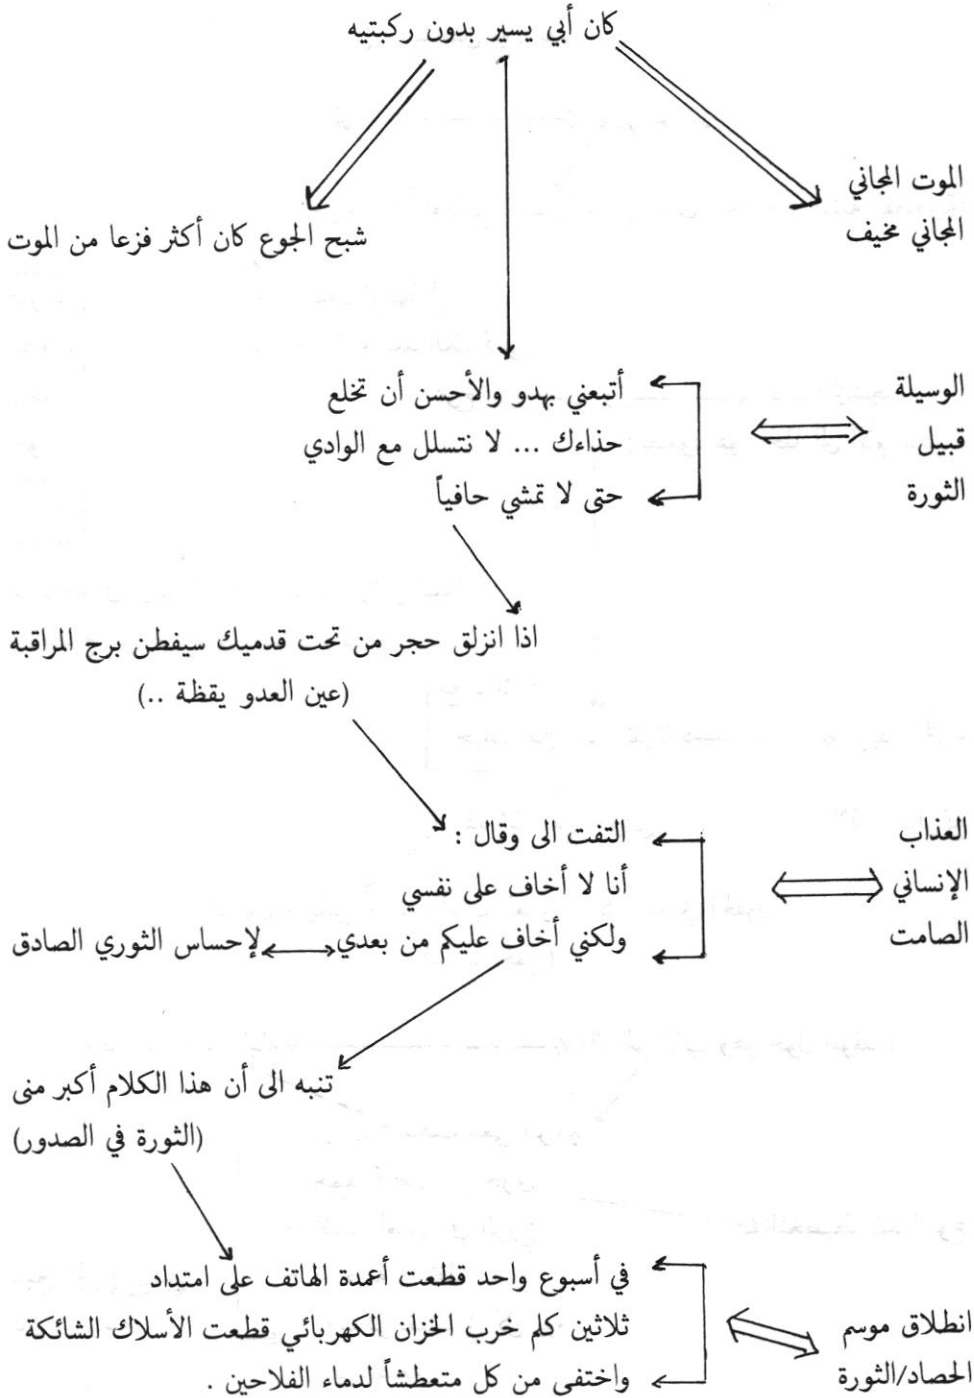 كان أبي يسير بدون ركبتيه
الموت المجاني
المجاني مخيف
شبح الجوع كان أكثر فزعا من الموت
الوسيلة
قبيل
الثورة
أتبعني بهدو والأحسن أن تخلع
حذاءك ... لا نتسلل مع الوادي
حتى لا تمشي حافياً
اذا انزلق حجر من تحت قدميك سيفطن برج المراقبة
(عين العدو يقظة ..)
العذاب
الإنساني
الصامت
التفت الى وقال :
أنا لا أخاف على نفسي
ولكني أخاف عليكم من بعدي
لإحساس الثوري الصادق
تنبه الى أن هذا الكلام أكبر منى
(الثورة في الصدور)
في أسبوع واحد قطعت أعمدة الهاتف على امتداد
ثلاثين كلم خرب الخزان الكهربائي قطعت الأسلاك الشائكة
واختفى من كل متعطشاً لدماء الفلاحين .
انطلاق موسم
الحصاد/الثورة